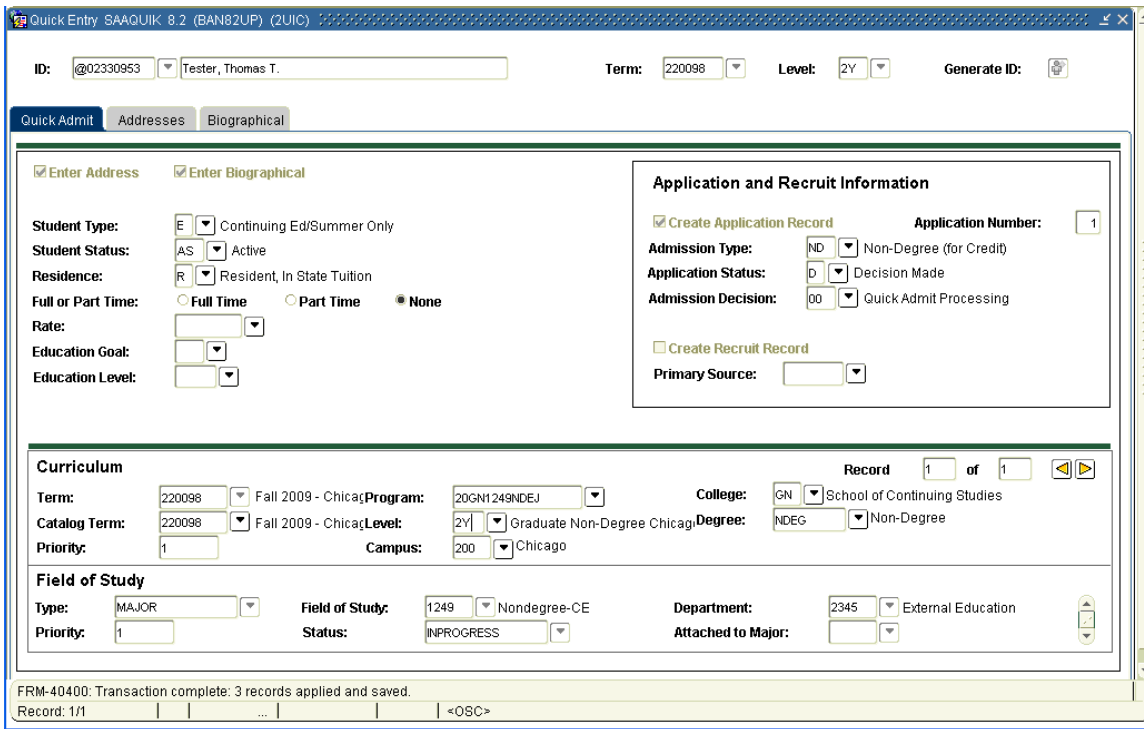 Quick Entry SAAQUIK 8.2 (BAN82UP) (2UIC)
ID: @02330953 Tester, Thomas T. Term: 220098 Level: 2Y Generate ID:
Quick Admit Addresses Biographical
Enter Address Enter Biographical
Application and Recruit Information
Student Type: E Continuing Ed/Summer Only
Create Application Record Application Number: 1
Student Status: AS Active
Admission Type: ND Non-Degree (for Credit)
Residence: R Resident, In State Tuition
Application Status: D Decision Made
Full or Part Time: Full Time Part Time None
Admission Decision: 00 Quick Admit Processing
Rate:
Education Goal:
Create Recruit Record
Education Level:
Primary Source:
Curriculum Record 1 of 1
Term: 220098 Fall 2009 - Chicag Program: 20GN1249NDEJ College: GN School of Continuing Studies
Catalog Term: 220098 Fall 2009 - Chicag Level: 2Y Graduate Non-Degree Chicag Degree: NDEG Non-Degree
Priority: 1 Campus: 200 Chicago
Field of Study
Type: MAJOR Field of Study: 1249 Nondegree-CE Department: 2345 External Education
Priority: 1 Status: INPROGRESS Attached to Major:
FRM-40400: Transaction complete: 3 records applied and saved.
Record: 1/1 ... <OSC>